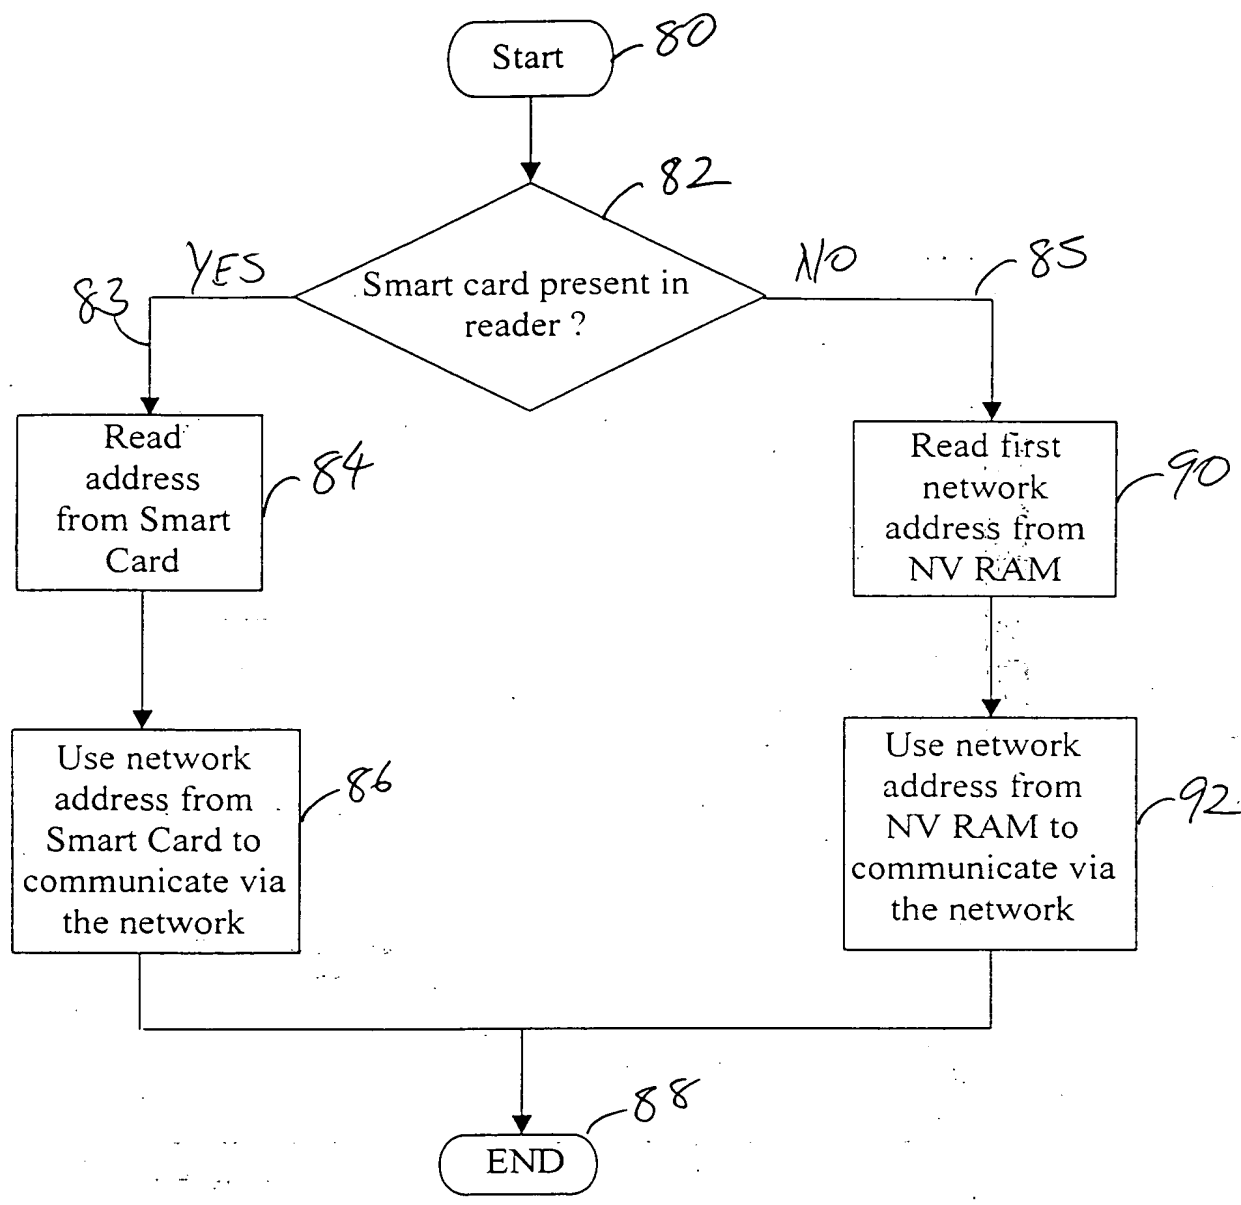 Start
80
82
Smart card present in
reader ?
YES
NO
83
85
Read
address
from Smart
Card
84
Read first
network
address from
NV RAM
90
Use network
address from
Smart Card to
communicate via
the network
86
Use network
address from
NV RAM to
communicate via
the network
92
END
88